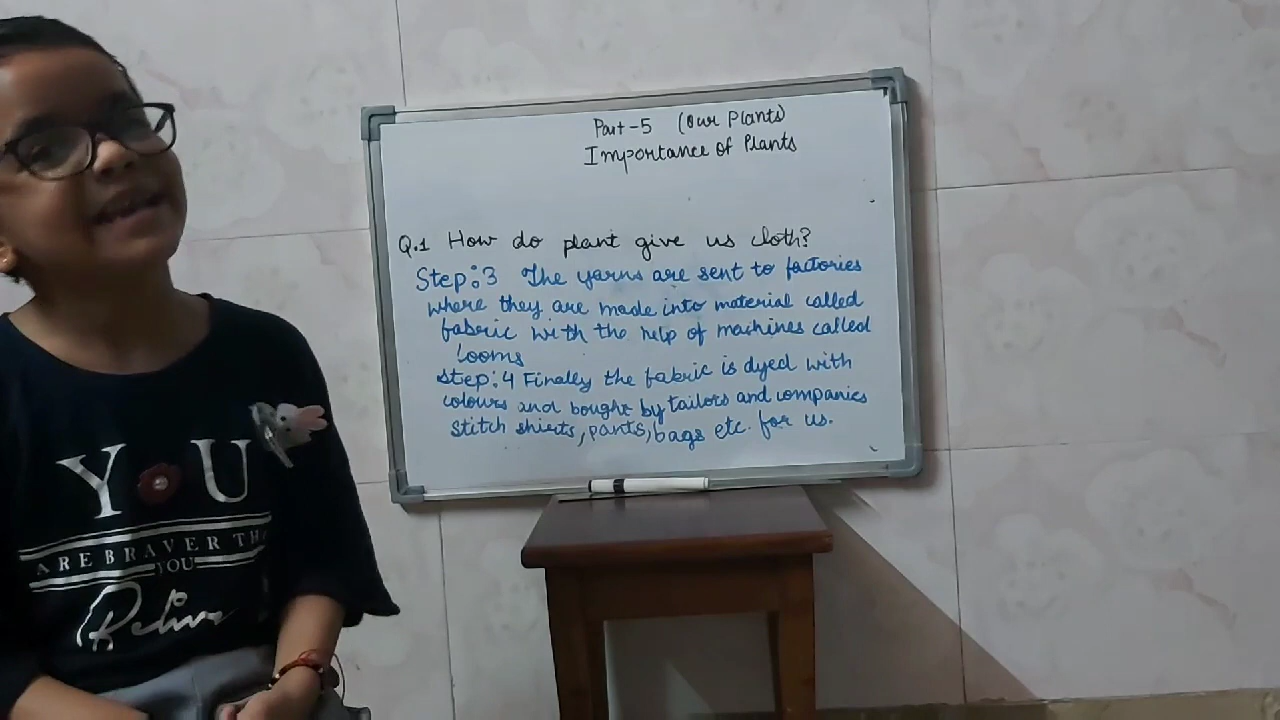 Part-5 (Our Plants)
Importance of Plants
Q.1 How do plant give us cloth?
Step:3 The yarns are sent to factories
where they are made into material called
fabric with the help of machines called
looms
Step:4 Finally the fabric is dyed with
colours and bought by tailors and companies
stitch shirts, pants, bags etc. for us.
Y U
ARE BRAVER TH
YOU